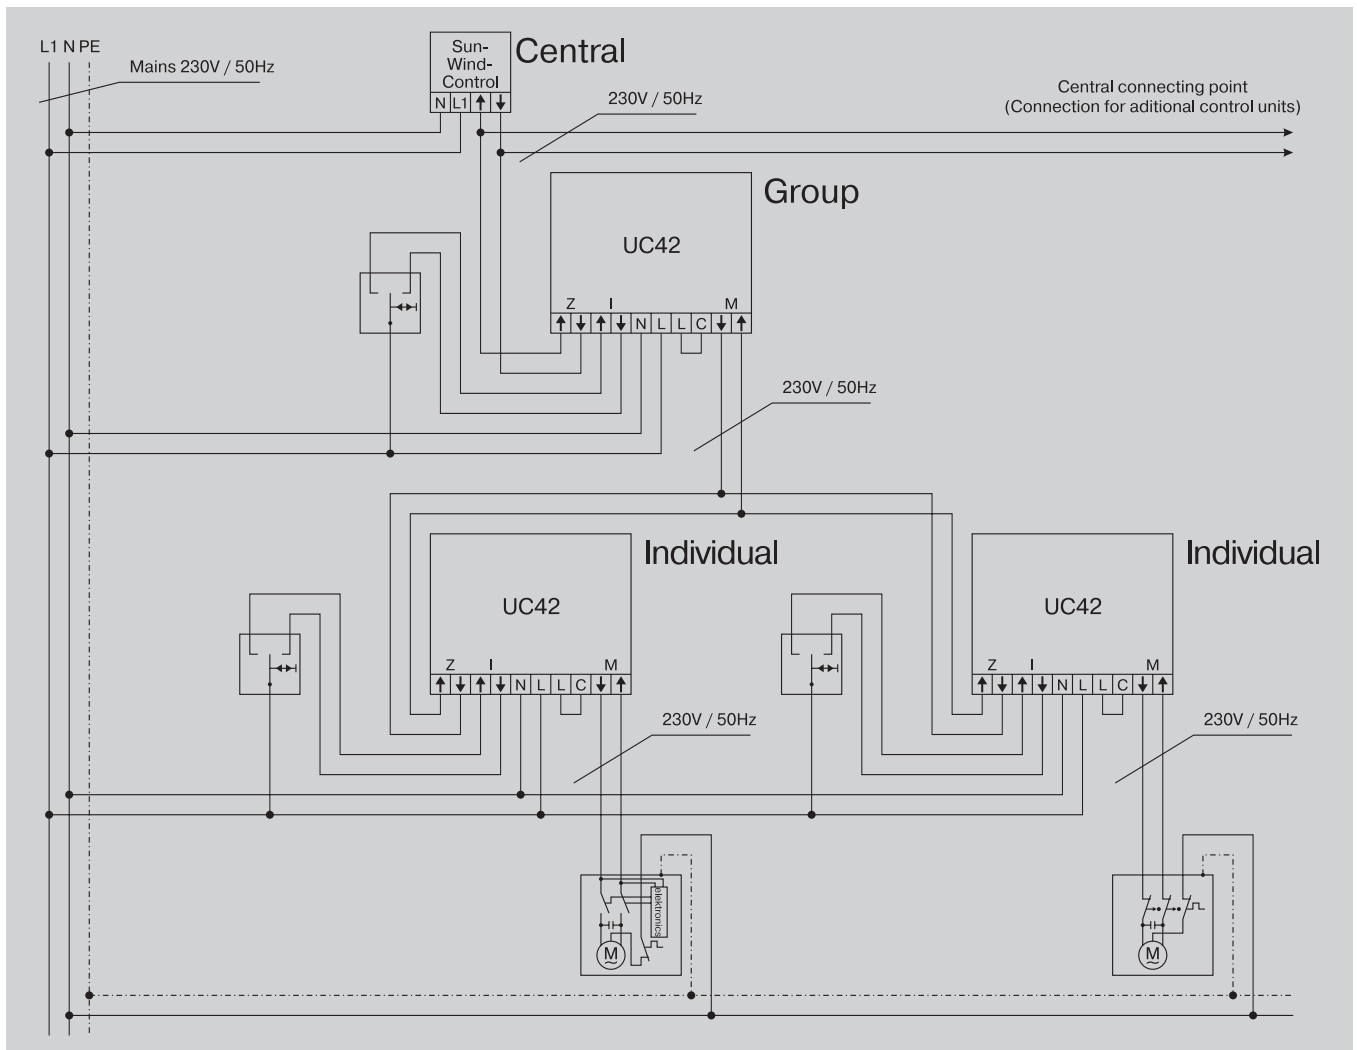 L1 N PE
Mains 230V / 50Hz
Sun-
Wind-
Control
N L1 ↑ ↓
Central
230V / 50Hz
Central connecting point
(Connection for aditional control units)
Group
UC42
Z I M
↑ ↓ ↑ ↓ N L L C ↓ ↑
230V / 50Hz
Individual
UC42
Z I M
↑ ↓ ↑ ↓ N L L C ↓ ↑
230V / 50Hz
elektronics
M
Individual
UC42
Z I M
↑ ↓ ↑ ↓ N L L C ↓ ↑
230V / 50Hz
M